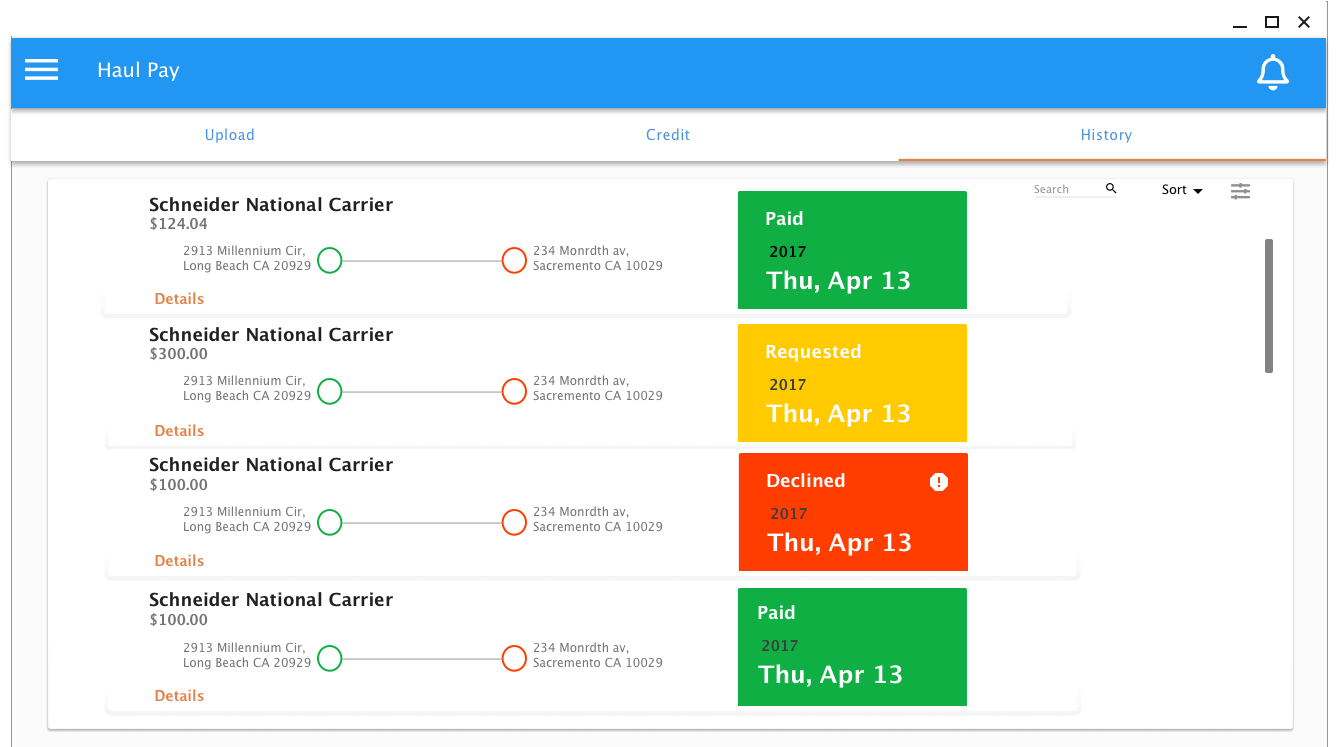 Haul Pay
Upload
Credit
History
Search
Sort
Schneider National Carrier
$124.04
2913 Millennium Cir,
Long Beach CA 20929
234 Monrdth av,
Sacremento CA 10029
Details
Paid
2017
Thu, Apr 13
Schneider National Carrier
$300.00
2913 Millennium Cir,
Long Beach CA 20929
234 Monrdth av,
Sacremento CA 10029
Details
Requested
2017
Thu, Apr 13
Schneider National Carrier
$100.00
2913 Millennium Cir,
Long Beach CA 20929
234 Monrdth av,
Sacremento CA 10029
Details
Declined
2017
Thu, Apr 13
Schneider National Carrier
$100.00
2913 Millennium Cir,
Long Beach CA 20929
234 Monrdth av,
Sacremento CA 10029
Details
Paid
2017
Thu, Apr 13